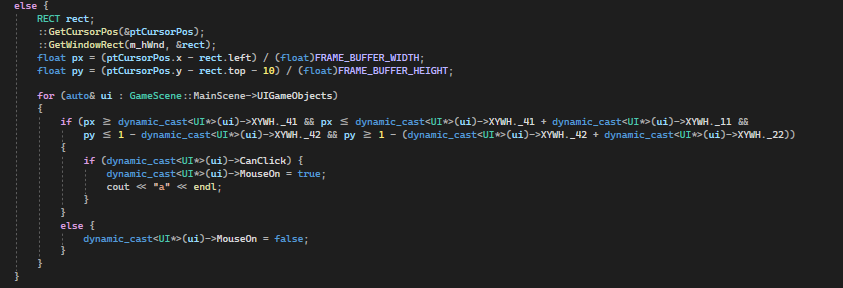 else {
    RECT rect;
    ::GetCursorPos(&ptCursorPos);
    ::GetWindowRect(m_hWnd, &rect);
    float px = (ptCursorPos.x - rect.left) / (float)FRAME_BUFFER_WIDTH;
    float py = (ptCursorPos.y - rect.top - 10) / (float)FRAME_BUFFER_HEIGHT;

    for (auto& ui : GameScene::MainScene->UIGameObjects)
    {
        if (px ≥ dynamic_cast<UI*>(ui)->XYWH._41 && px ≤ dynamic_cast<UI*>(ui)->XYWH._41 + dynamic_cast<UI*>(ui)->XYWH._11 &&
            py ≤ 1 - dynamic_cast<UI*>(ui)->XYWH._42 && py ≥ 1 - (dynamic_cast<UI*>(ui)->XYWH._42 + dynamic_cast<UI*>(ui)->XYWH._22))
        {
            if (dynamic_cast<UI*>(ui)->CanClick) {
                dynamic_cast<UI*>(ui)->MouseOn = true;
                cout << "a" << endl;
            }
        }
        else {
            dynamic_cast<UI*>(ui)->MouseOn = false;
        }
    }
}